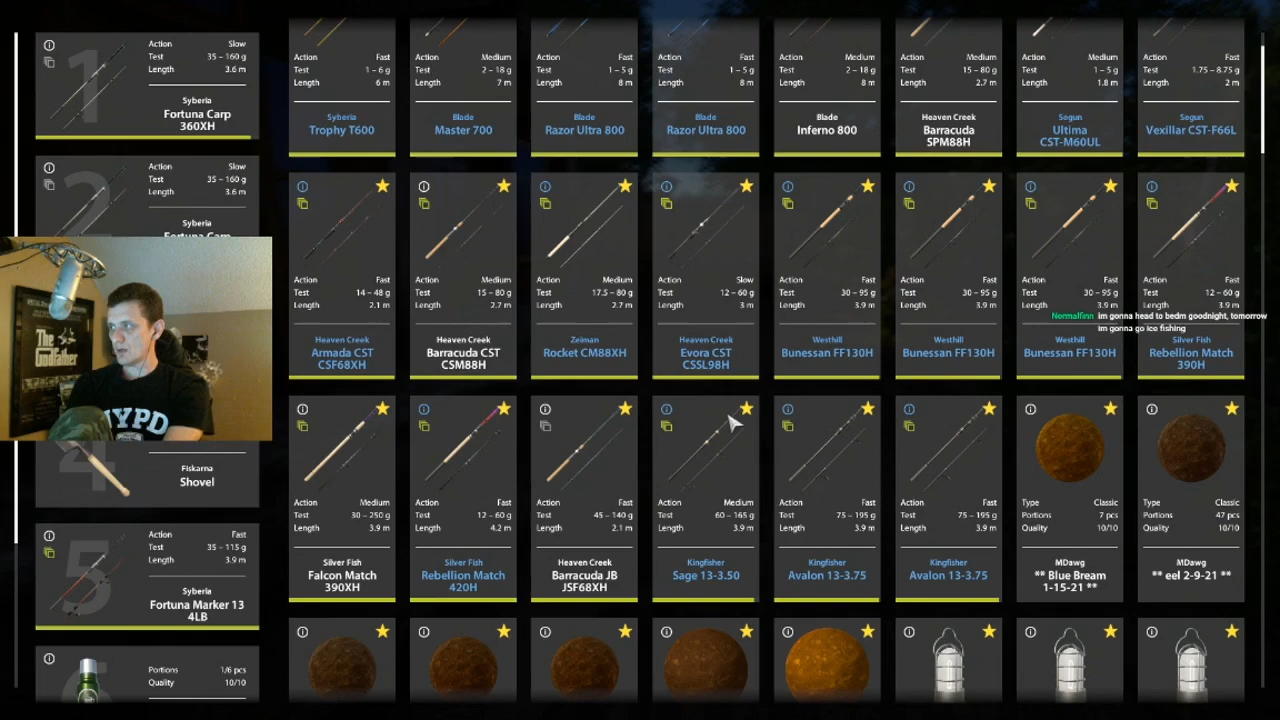 1
Action Slow
Test 35 – 160 g
Length 3.6 m
Syberia
Fortuna Carp
360XH
2
Action Slow
Test 35 – 160 g
Length 3.6 m
Syberia
Fortuna Carp
The
Godfather
NYPD
4
Fiskarna
Shovel
5
Action Fast
Test 35 – 115 g
Length 3.9 m
Syberia
Fortuna Marker 13
4LB
Portions 1/6 pcs
Quality 10/10
Action Fast
Test 1 – 6 g
Length 6 m
Syberia
Trophy T600
Action Medium
Test 2 – 18 g
Length 7 m
Blade
Master 700
Action Fast
Test 1 – 5 g
Length 8 m
Blade
Razor Ultra 800
Action Fast
Test 1 – 5 g
Length 8 m
Blade
Razor Ultra 800
Action Medium
Test 2 – 18 g
Length 8 m
Blade
Inferno 800
Action Medium
Test 15 – 80 g
Length 2.7 m
Heaven Creek
Barracuda
SPM88H
Action Medium
Test 1 – 5 g
Length 1.8 m
Segun
Ultima
CST-M60UL
Action Fast
Test 1.75 – 8.75 g
Length 2 m
Segun
Vexillar CST-F66L
Action Fast
Test 14 – 48 g
Length 2.1 m
Heaven Creek
Armada CST
CSF68XH
Action Medium
Test 15 – 80 g
Length 2.7 m
Heaven Creek
Barracuda CST
CSM88H
Action Medium
Test 17.5 – 80 g
Length 2.7 m
Zeiman
Rocket CM88XH
Action Slow
Test 12 – 60 g
Length 3 m
Heaven Creek
Evora CST
CSSL98H
Action Fast
Test 30 – 95 g
Length 3.9 m
Westhill
Bunessan FF130H
Action Fast
Test 30 – 95 g
Length 3.9 m
Westhill
Bunessan FF130H
Action Fast
Test 30 – 95 g
Length 3.9 m
Westhill
Bunessan FF130H
Action Fast
Test 12 – 60 g
Length 3.9 m
Normalfinn im gonna head to bedm goodnight, tomorrow
im gonna go ice fishing
Silver Fish
Rebellion Match
390H
Action Medium
Test 30 – 250 g
Length 3.9 m
Silver Fish
Falcon Match
390XH
Action Fast
Test 12 – 60 g
Length 4.2 m
Silver Fish
Rebellion Match
420H
Action Fast
Test 45 – 140 g
Length 2.1 m
Heaven Creek
Barracuda JB
JSF68XH
Action Medium
Test 60 – 165 g
Length 3.9 m
Kingfisher
Sage 13-3.50
Action Fast
Test 75 – 195 g
Length 3.9 m
Kingfisher
Avalon 13-3.75
Action Fast
Test 75 – 195 g
Length 3.9 m
Kingfisher
Avalon 13-3.75
Type Classic
Portions 7 pcs
Quality 10/10
MDawg
** Blue Bream
1-15-21 **
Type Classic
Portions 47 pcs
Quality 10/10
MDawg
** eel 2-9-21 **